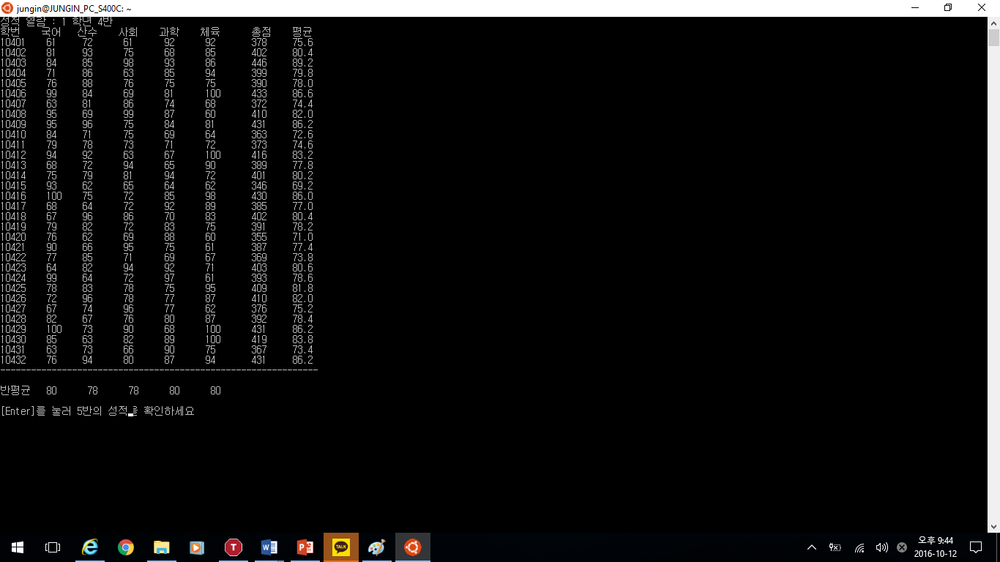 jungin@JUNGIN_PC_S400C: ~
성적 열람 : 1 학년 4반
학번 국어 산수 사회 과학 체육 총점 평균
10401 61 72 61 92 92 378 75.6
10402 81 93 75 68 85 402 80.4
10403 84 85 98 93 86 446 89.2
10404 71 86 63 85 94 399 79.8
10405 76 88 76 75 75 390 78.0
10406 99 84 69 81 100 433 86.6
10407 63 81 86 74 68 372 74.4
10408 95 69 99 87 60 410 82.0
10409 95 96 75 84 81 431 86.2
10410 84 71 75 69 64 363 72.6
10411 79 78 73 71 72 373 74.6
10412 94 92 63 67 100 416 83.2
10413 68 72 94 65 90 389 77.8
10414 75 79 81 94 72 401 80.2
10415 93 62 65 64 62 346 69.2
10416 100 75 72 85 98 430 86.0
10417 68 64 72 92 89 385 77.0
10418 67 96 86 70 83 402 80.4
10419 79 82 72 83 75 391 78.2
10420 76 62 69 88 60 355 71.0
10421 90 66 95 75 61 387 77.4
10422 77 85 71 69 67 369 73.8
10423 64 82 94 92 71 403 80.6
10424 99 64 72 97 61 393 78.6
10425 78 83 78 75 95 409 81.8
10426 72 96 78 77 87 410 82.0
10427 67 74 96 77 62 376 75.2
10428 82 67 76 80 87 392 78.4
10429 100 73 90 68 100 431 86.2
10430 85 63 82 89 100 419 83.8
10431 63 73 66 90 75 367 73.4
10432 76 94 80 87 94 431 86.2
--------------------------------------------------------------
반평균 80 78 78 80 80
[Enter]를 눌러 5반의 성적을 확인하세요
TALK
오후 9:44
2016-10-12